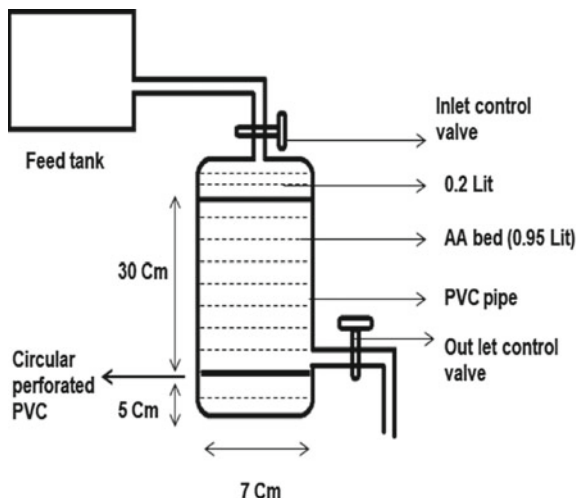 Feed tank
Inlet control
valve
0.2 Lit
AA bed (0.95 Lit)
30 Cm
PVC pipe
Out let control
valve
Circular
perforated
PVC
5 Cm
7 Cm